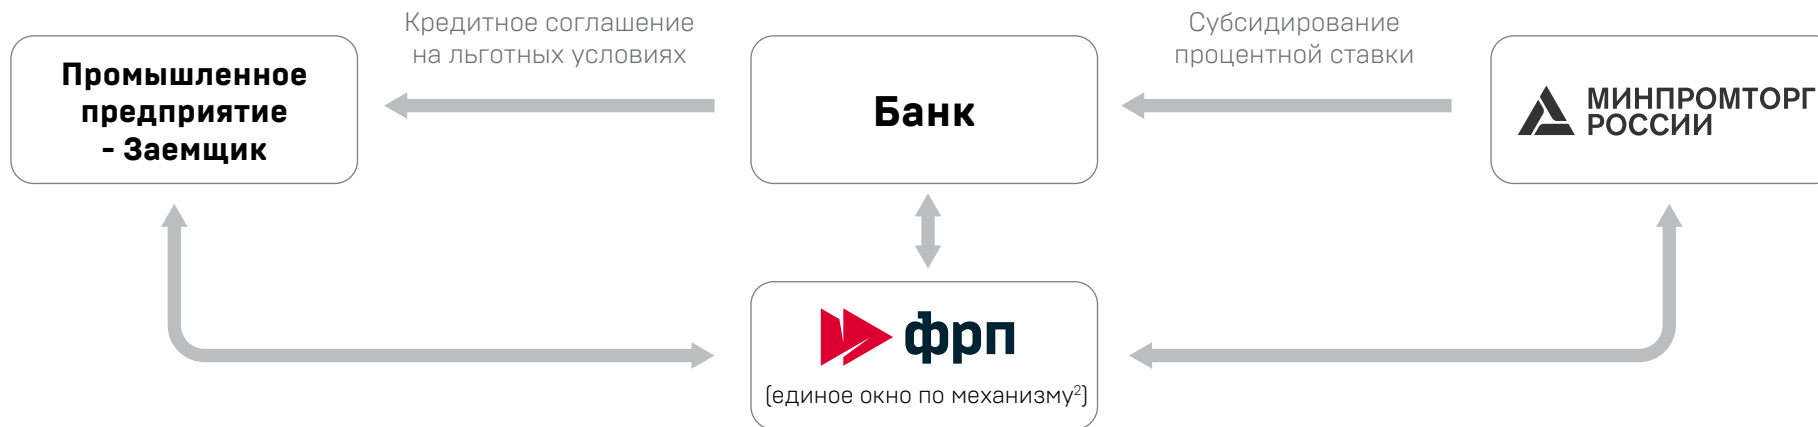 Кредитное соглашение
на льготных условиях
Субсидирование
процентной ставки
Промышленное
предприятие
- Заемщик
Банк
МИНПРОМТОРГ
РОССИИ
фрп
(единое окно по механизму²)